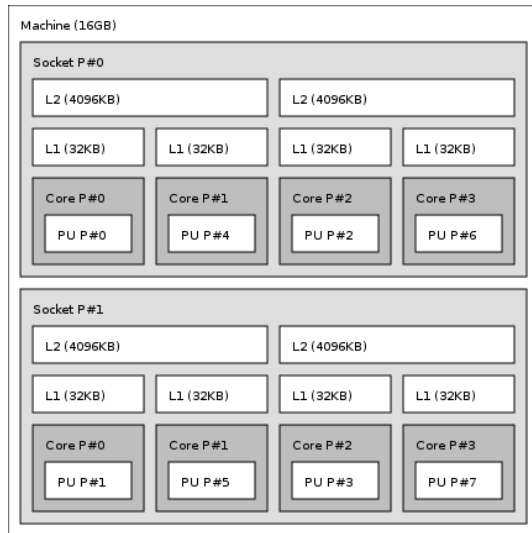 Machine (16GB)
Socket P#0
L2 (4096KB) L2 (4096KB)
L1 (32KB) L1 (32KB) L1 (32KB) L1 (32KB)
Core P#0 Core P#1 Core P#2 Core P#3
PU P#0 PU P#4 PU P#2 PU P#6
Socket P#1
L2 (4096KB) L2 (4096KB)
L1 (32KB) L1 (32KB) L1 (32KB) L1 (32KB)
Core P#0 Core P#1 Core P#2 Core P#3
PU P#1 PU P#5 PU P#3 PU P#7